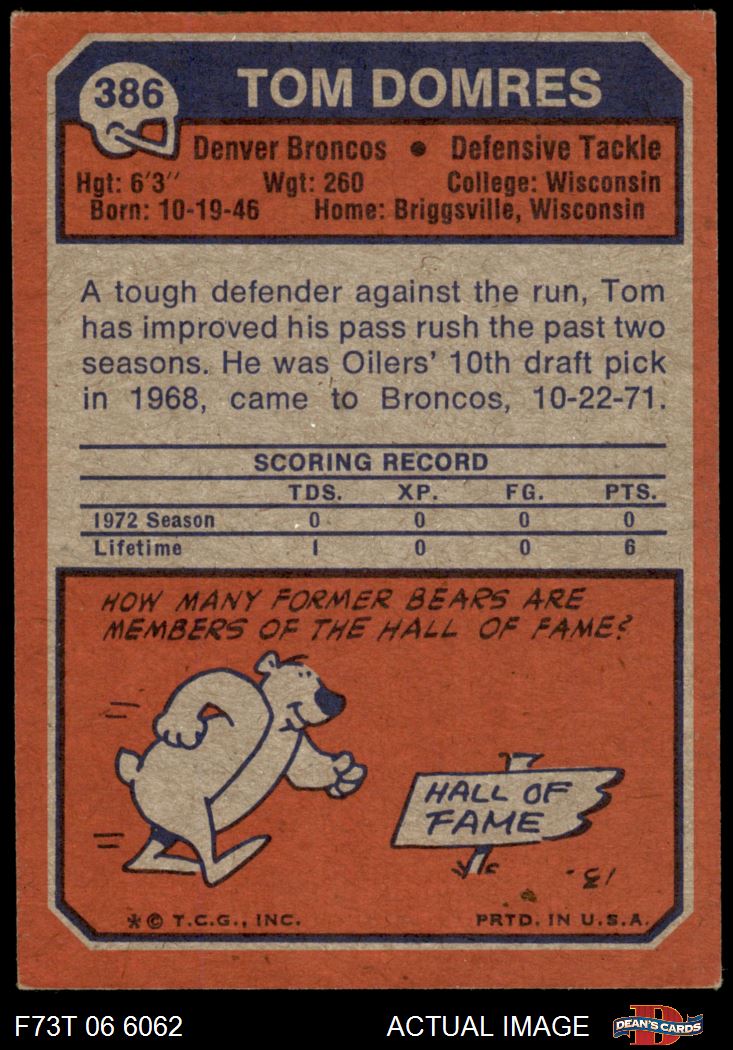 386
TOM DOMRES
Denver Broncos • Defensive Tackle
Hgt: 6'3" Wgt: 260 College: Wisconsin
Born: 10-19-46 Home: Briggsville, Wisconsin
A tough defender against the run, Tom
has improved his pass rush the past two
seasons. He was Oilers' 10th draft pick
in 1968, came to Broncos, 10-22-71.
SCORING RECORD
TDS. XP. FG. PTS.
1972 Season 0 0 0 0
Lifetime 1 0 0 6
HOW MANY FORMER BEARS ARE
MEMBERS OF THE HALL OF FAME?
HALL OF
FAME
13
* © T.C.G., INC. PRTD. IN U.S.A.
F73T 06 6062 ACTUAL IMAGE
DEAN'S CARDS